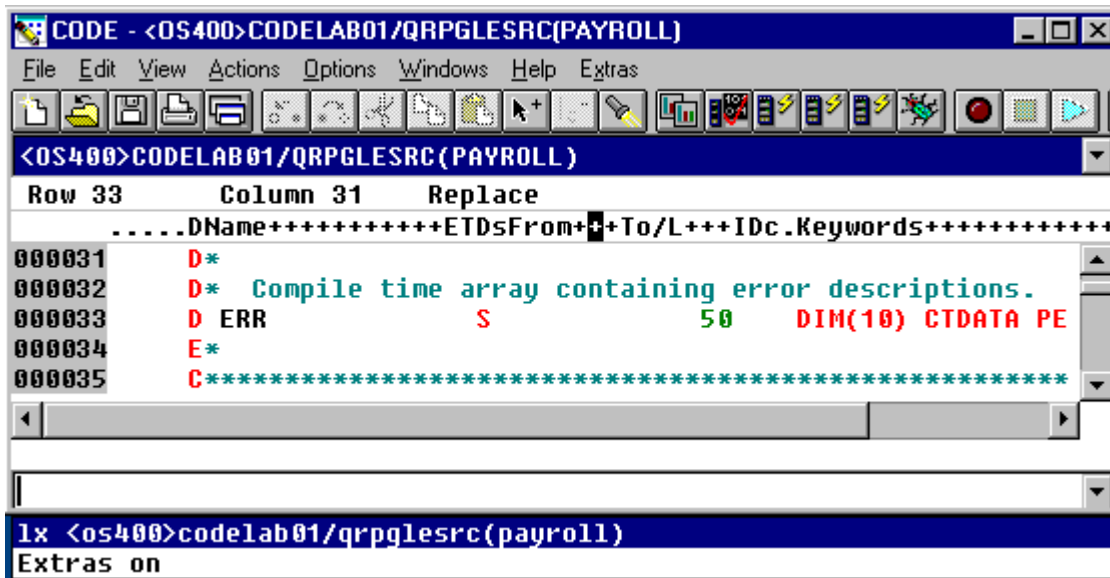 CODE - <OS400>CODELAB01/QRPGLESRC(PAYROLL)
File Edit View Actions Options Windows Help Extras
<OS400>CODELAB01/QRPGLESRC(PAYROLL)
Row 33 Column 31 Replace
.....DName+++++++++++ETDsFrom+++To/L+++IDc.Keywords++++++++++++
000031 D*
000032 D* Compile time array containing error descriptions.
000033 D ERR S 50 DIM(10) CTDATA PE
000034 E*
000035 C******************************************************
lx <os400>codelab01/qrpglesrc(payroll)
Extras on